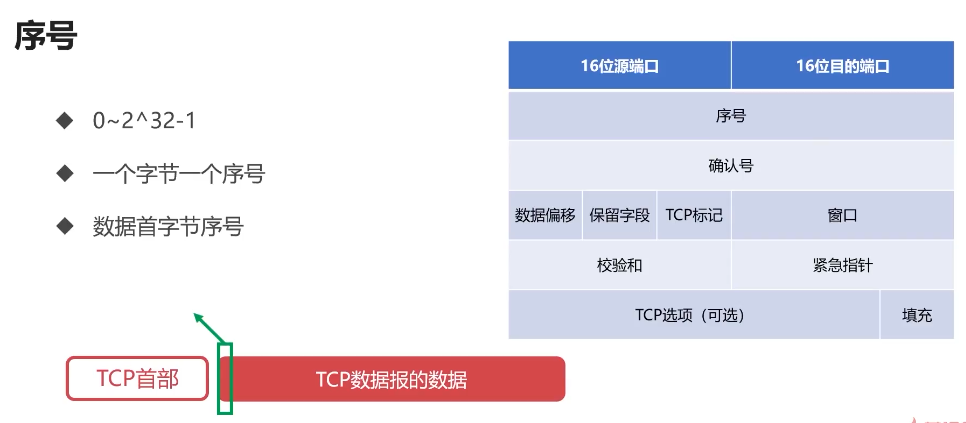 序号
0~2^32-1
一个字节一个序号
数据首字节序号
16位源端口 16位目的端口
序号
确认号
数据偏移 保留字段 TCP标记 窗口
校验和 紧急指针
TCP选项（可选） 填充
TCP首部 TCP数据报的数据